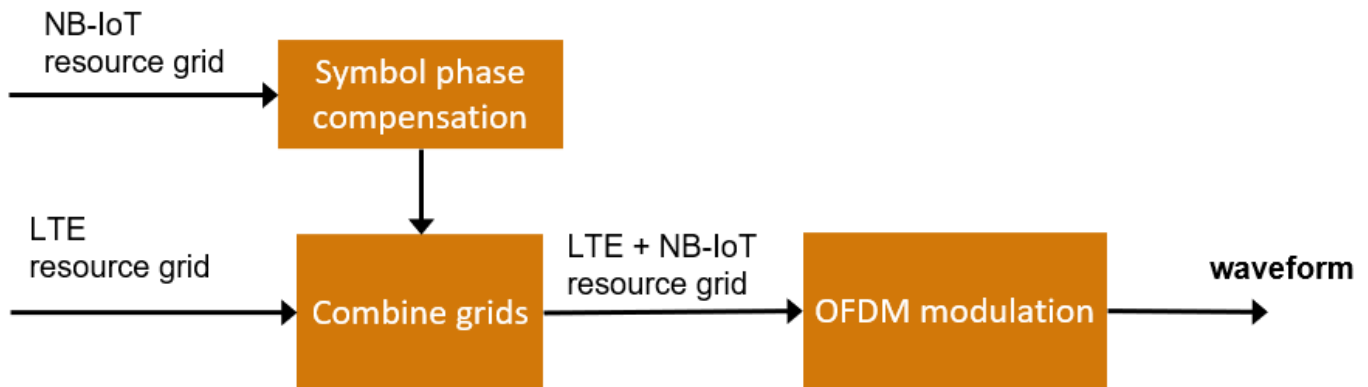 NB-IoT
resource grid
Symbol phase
compensation
LTE
resource grid
Combine grids
LTE + NB-IoT
resource grid
OFDM modulation
waveform